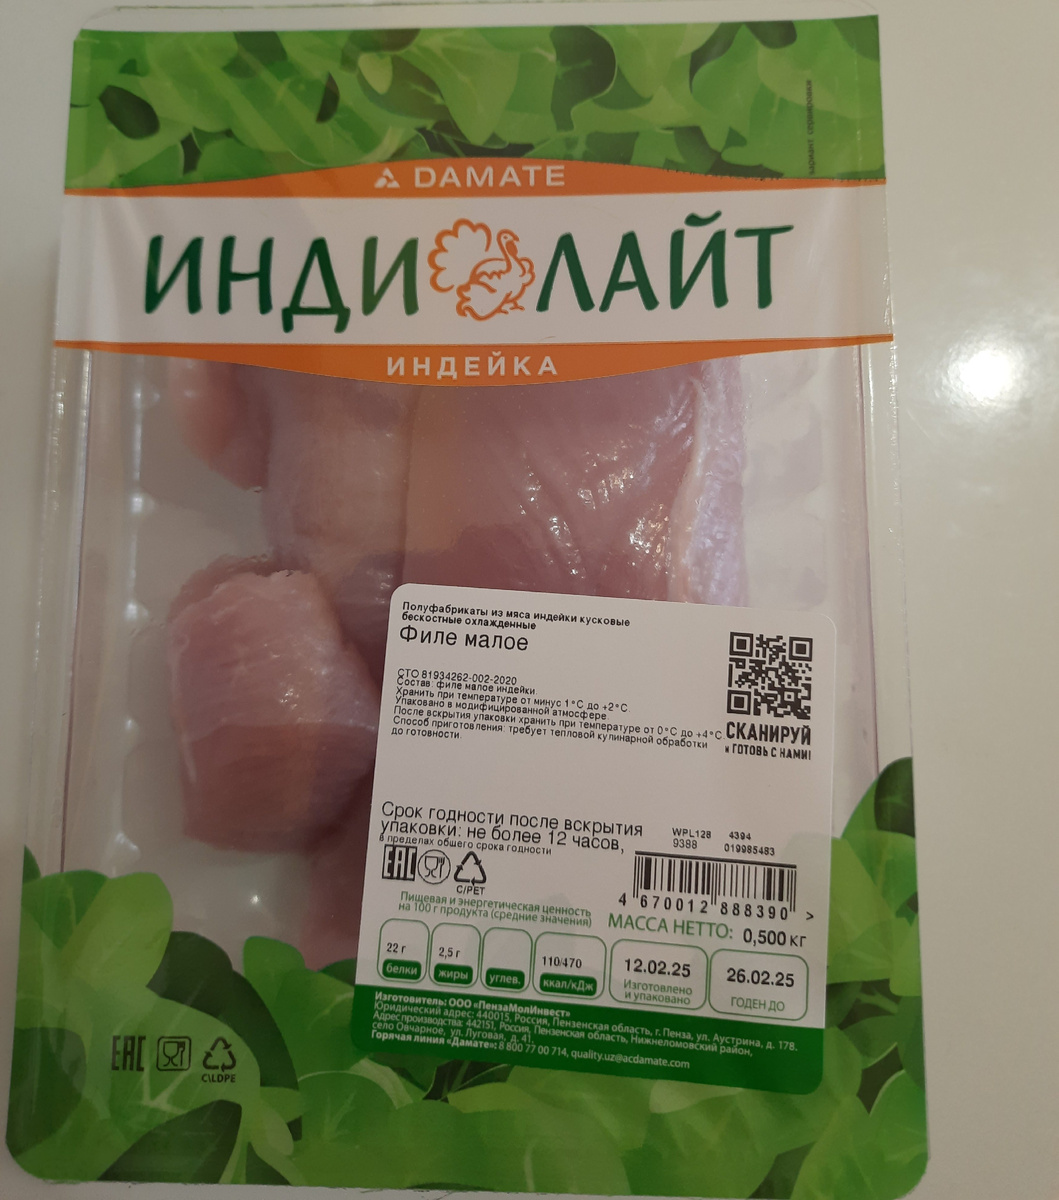 вариант сервировки
DAMATE
ИНДИЛАЙТ
ИНДЕЙКА
Полуфабрикаты из мяса индейки кусковые
бескостные охлажденные
Филе малое
СТО 81934262-002-2020
Состав: филе малое индейки.
Хранить при температуре от минус 1°С до +2°С.
Упаковано в модифицированной атмосфере.
После вскрытия упаковки хранить при температуре от 0°С до +4°С.
Способ приготовления: требует тепловой кулинарной обработки
до готовности.
СКАНИРУЙ
и ГОТОВЬ С НАМИ!
Срок годности после вскрытия
упаковки: не более 12 часов,
в пределах общего срока годности
WPL128 4394
9388 019985483
EAC
C/PET
4 670012 888390 >
Пищевая и энергетическая ценность
на 100 г продукта (средние значения)
МАССА НЕТТО: 0,500 кг
22 г
белки
2,5 г
жиры
углев.
110/470
ккал/кДж
12.02.25
Изготовлено
и упаковано
26.02.25
ГОДЕН ДО
Изготовитель: ООО «ПензаМолИнвест»
Юридический адрес: 440015, Россия, Пензенская область, г. Пенза, ул. Аустрина, д. 178.
Адрес производства: 442151, Россия, Пензенская область, Нижнеломовский район,
село Овчарное, ул. Луговая, д. 41.
Горячая линия «Дамате»: 8 800 77 00 714, quality.uz@acdamate.com
EAC
C\LDPE